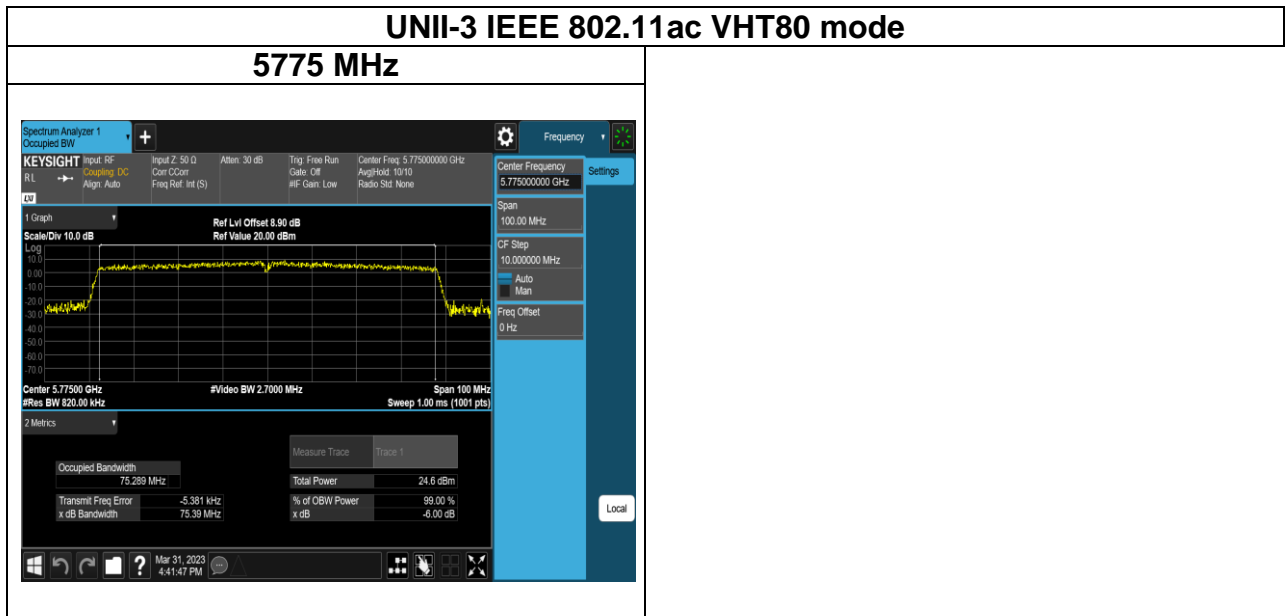 UNII-3 IEEE 802.11ac VHT80 mode
5775 MHz
Spectrum Analyzer 1
Occupied BW
Frequency
KEYSIGHT
RL
LXI
Input: RF
Coupling: DC
Align: Auto
Input Z: 50 Ω
Corr CCorr
Freq Ref: Int (S)
Atten: 30 dB
Trig: Free Run
Gate: Off
#IF Gain: Low
Center Freq: 5.775000000 GHz
Avg|Hold: 10/10
Radio Std: None
Center Frequency
5.775000000 GHz
Settings
Span
100.00 MHz
CF Step
10.000000 MHz
Auto
Man
Freq Offset
0 Hz
Local
1 Graph
Scale/Div 10.0 dB
Ref Lvl Offset 8.90 dB
Ref Value 20.00 dBm
Log
10.0
0.00
-10.0
-20.0
-30.0
-40.0
-50.0
-60.0
-70.0
Center 5.77500 GHz
#Video BW 2.7000 MHz
Span 100 MHz
#Res BW 820.00 kHz
Sweep 1.00 ms (1001 pts)
2 Metrics
Measure Trace Trace 1
Occupied Bandwidth
75.289 MHz
Total Power 24.6 dBm
Transmit Freq Error -5.381 kHz
% of OBW Power 99.00 %
x dB Bandwidth 75.39 MHz
x dB -6.00 dB
?
Mar 31, 2023
4:41:47 PM